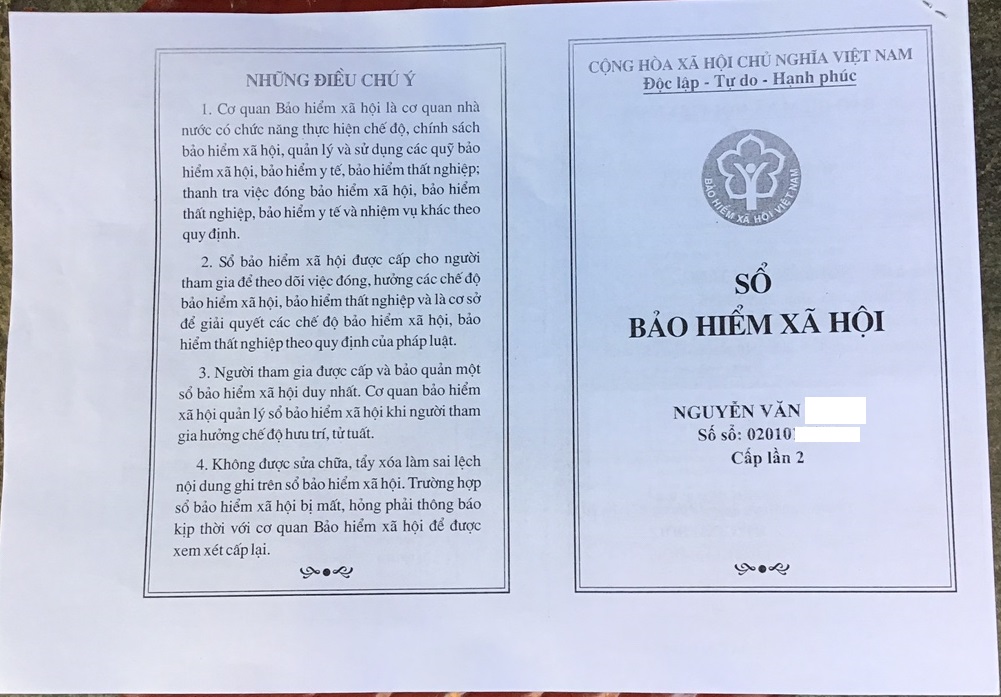 NHỮNG ĐIỀU CHÚ Ý
1. Cơ quan Bảo hiểm xã hội là cơ quan nhà
nước có chức năng thực hiện chế độ, chính sách
bảo hiểm xã hội, quản lý và sử dụng các quỹ bảo
hiểm xã hội, bảo hiểm y tế, bảo hiểm thất nghiệp;
thanh tra việc đóng bảo hiểm xã hội, bảo hiểm
thất nghiệp, bảo hiểm y tế và nhiệm vụ khác theo
quy định.
2. Sổ bảo hiểm xã hội được cấp cho người
tham gia để theo dõi việc đóng, hưởng các chế độ
bảo hiểm xã hội, bảo hiểm thất nghiệp và là cơ sở
để giải quyết các chế độ bảo hiểm xã hội, bảo
hiểm thất nghiệp theo quy định của pháp luật.
3. Người tham gia được cấp và bảo quản một
sổ bảo hiểm xã hội duy nhất. Cơ quan bảo hiểm
xã hội quản lý sổ bảo hiểm xã hội khi người tham
gia hưởng chế độ hưu trí, tử tuất.
4. Không được sửa chữa, tẩy xóa làm sai lệch
nội dung ghi trên sổ bảo hiểm xã hội. Trường hợp
sổ bảo hiểm xã hội bị mất, hỏng phải thông báo
kịp thời với cơ quan Bảo hiểm xã hội để được
xem xét cấp lại.
CỘNG HÒA XÃ HỘI CHỦ NGHĨA VIỆT NAM
Độc lập - Tự do - Hạnh phúc
BẢO HIỂM XÃ HỘI VIỆT NAM
SỔ
BẢO HIỂM XÃ HỘI
NGUYỄN VĂN
Số sổ: 02010
Cấp lần 2